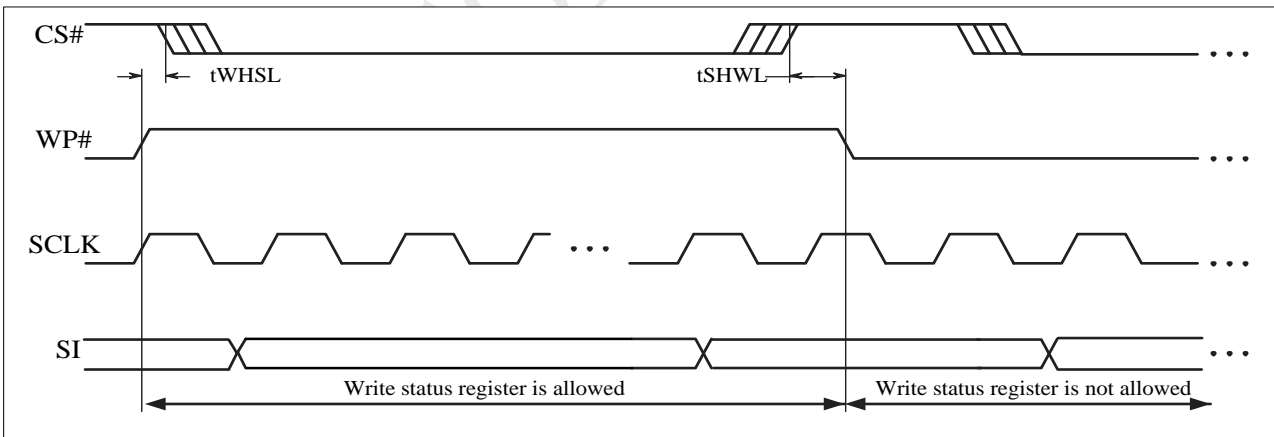 CS#
tWHSL
tSHWL
WP#
SCLK
SI
Write status register is allowed
Write status register is not allowed